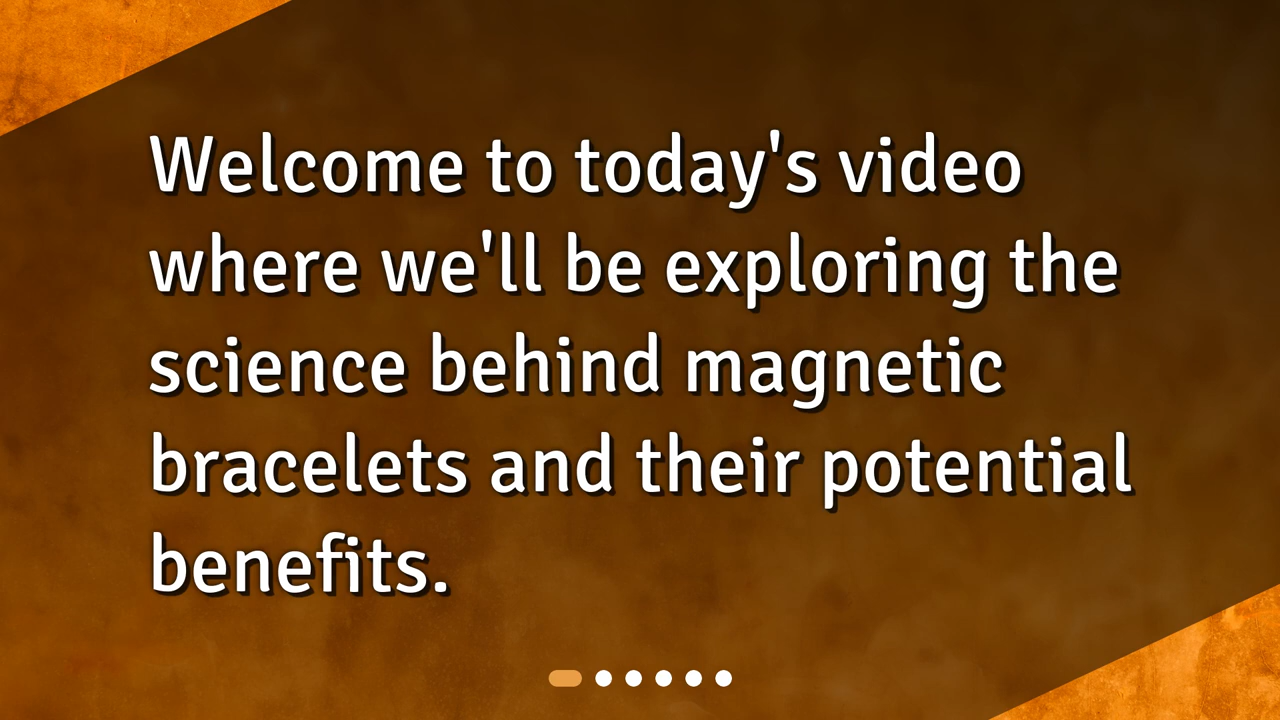 Welcome to today's video
where we'll be exploring the
science behind magnetic
bracelets and their potential
benefits.